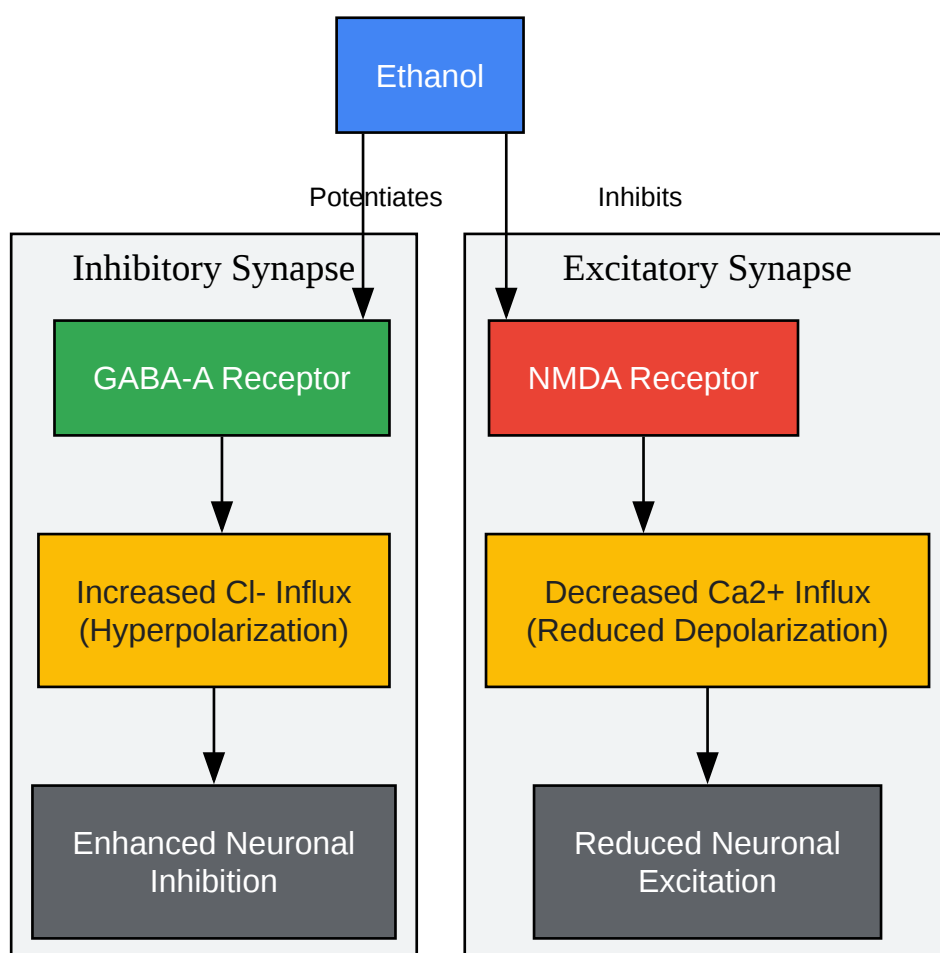 Ethanol
Potentiates
Inhibits
Inhibitory Synapse
GABA-A Receptor
Increased Cl- Influx
(Hyperpolarization)
Enhanced Neuronal
Inhibition
Excitatory Synapse
NMDA Receptor
Decreased Ca2+ Influx
(Reduced Depolarization)
Reduced Neuronal
Excitation